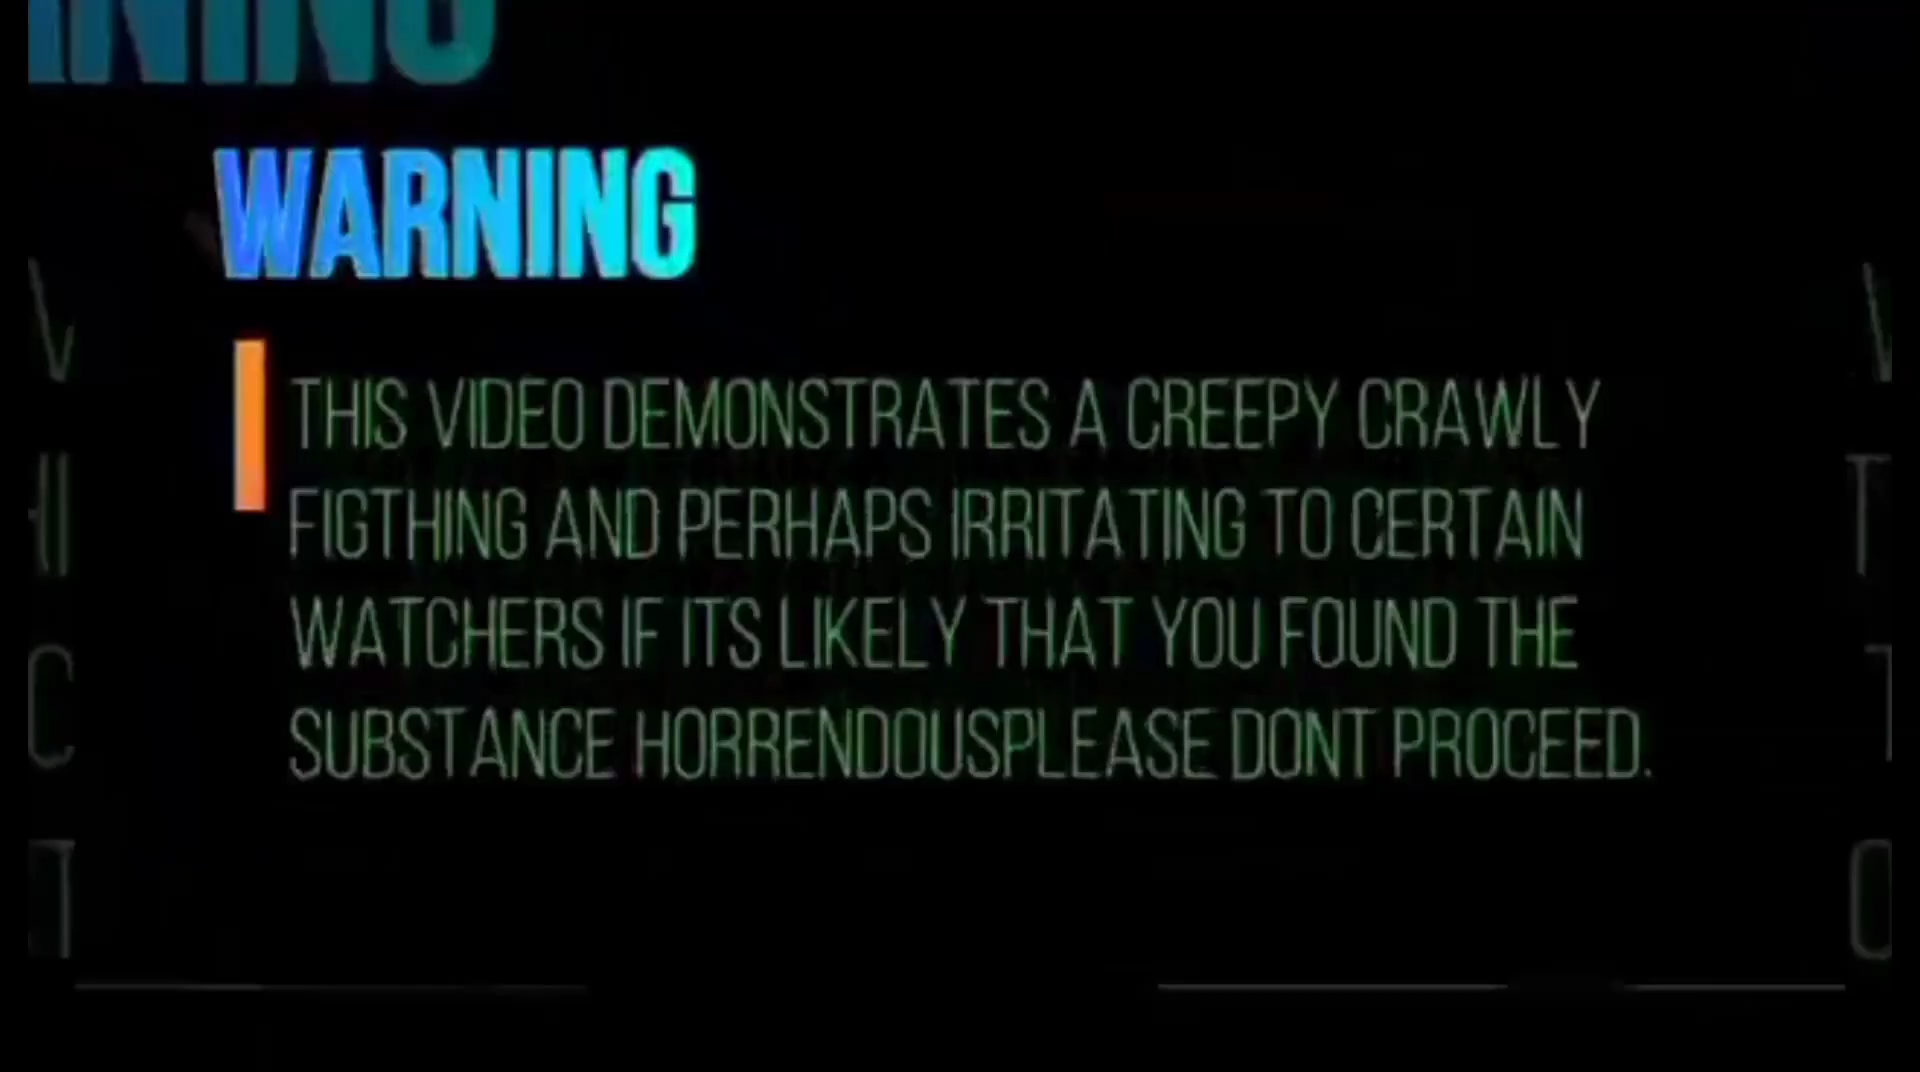 NING
WARNING
THIS VIDEO DEMONSTRATES A CREEPY CRAWLY
FIGTHING AND PERHAPS IRRITATING TO CERTAIN
WATCHERS IF ITS LIKELY THAT YOU FOUND THE
SUBSTANCE HORRENDOUSPLEASE DONT PROCEED.